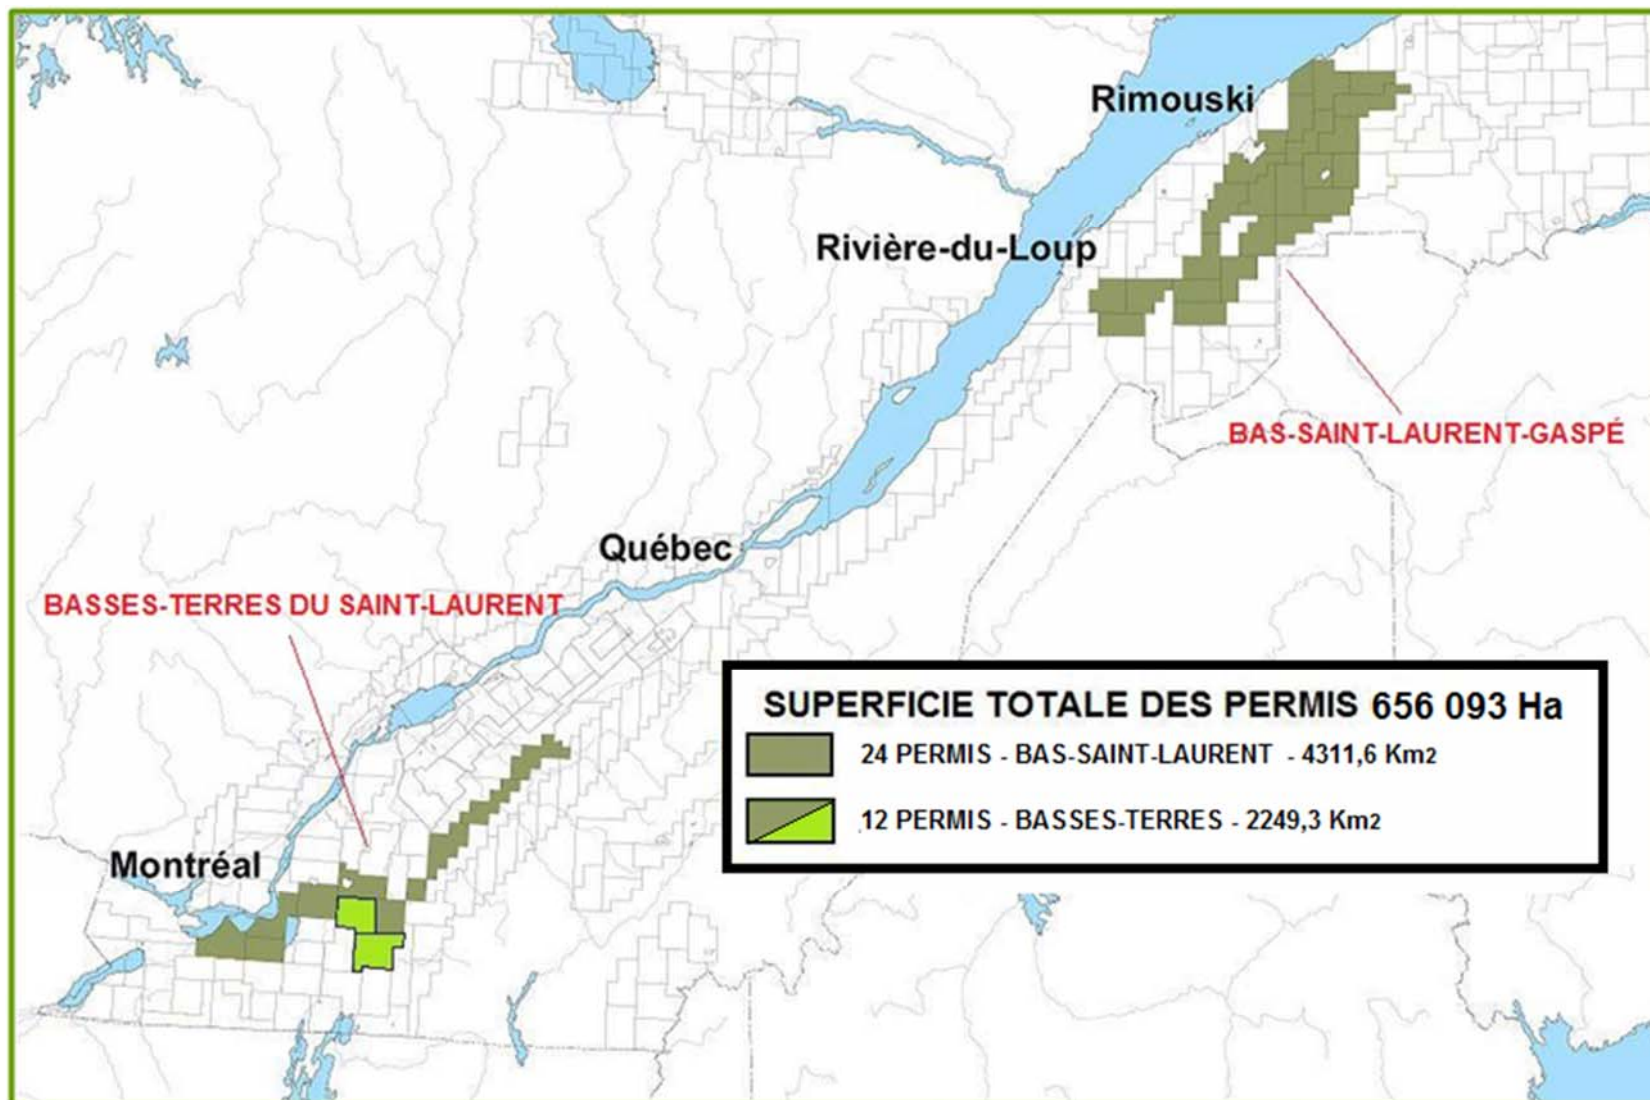 Rimouski
Rivière-du-Loup
BAS-SAINT-LAURENT-GASPÉ
Québec
BASSES-TERRES DU SAINT-LAURENT
Montréal
SUPERFICIE TOTALE DES PERMIS 656 093 Ha
24 PERMIS - BAS-SAINT-LAURENT - 4311,6 Km2
12 PERMIS - BASSES-TERRES - 2249,3 Km2